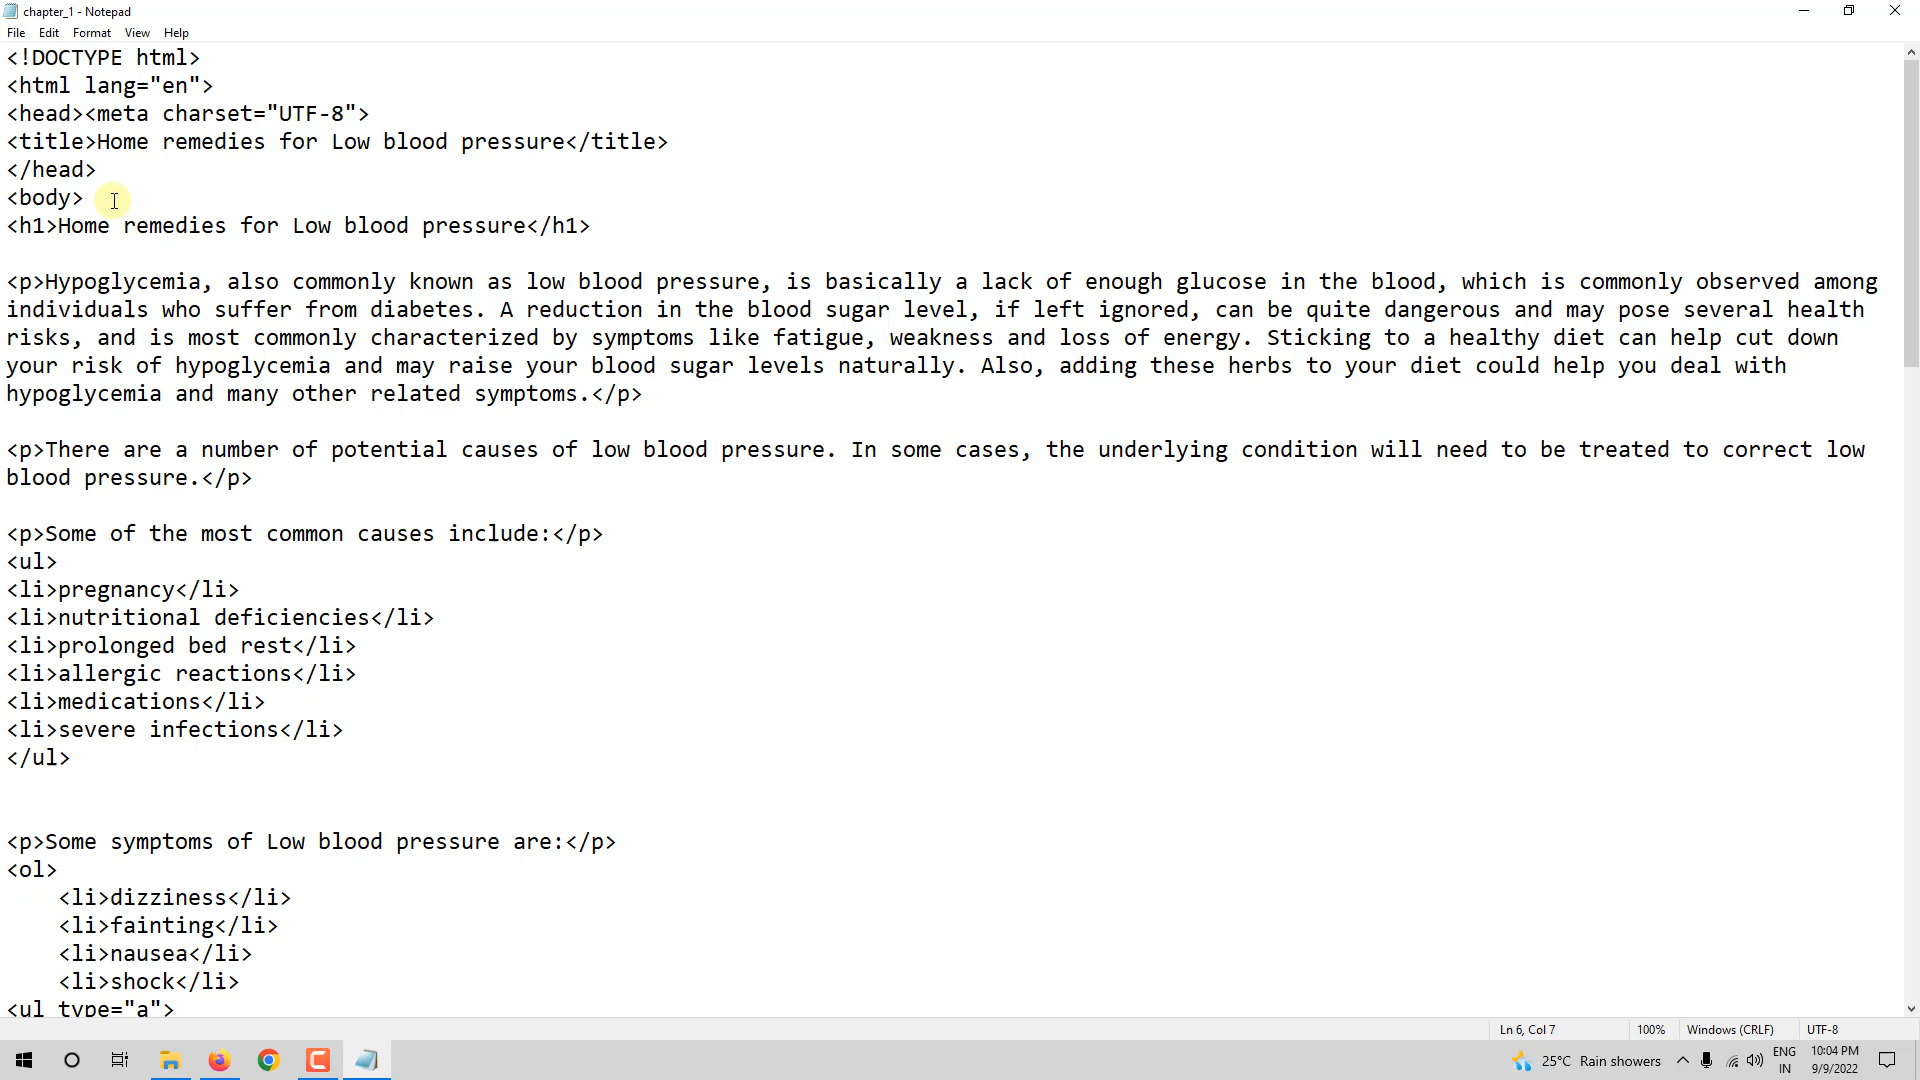 chapter_1 - Notepad
File Edit Format View Help
<!DOCTYPE html>
<html lang="en">
<head><meta charset="UTF-8">
<title>Home remedies for Low blood pressure</title>
</head>
<body>
<h1>Home remedies for Low blood pressure</h1>
<p>Hypoglycemia, also commonly known as low blood pressure, is basically a lack of enough glucose in the blood, which is commonly observed among
individuals who suffer from diabetes. A reduction in the blood sugar level, if left ignored, can be quite dangerous and may pose several health
risks, and is most commonly characterized by symptoms like fatigue, weakness and loss of energy. Sticking to a healthy diet can help cut down
your risk of hypoglycemia and may raise your blood sugar levels naturally. Also, adding these herbs to your diet could help you deal with
hypoglycemia and many other related symptoms.</p>
<p>There are a number of potential causes of low blood pressure. In some cases, the underlying condition will need to be treated to correct low
blood pressure.</p>
<p>Some of the most common causes include:</p>
<ul>
<li>pregnancy</li>
<li>nutritional deficiencies</li>
<li>prolonged bed rest</li>
<li>allergic reactions</li>
<li>medications</li>
<li>severe infections</li>
</ul>
<p>Some symptoms of Low blood pressure are:</p>
<ol>
<li>dizziness</li>
<li>fainting</li>
<li>nausea</li>
<li>shock</li>
<ul type="a">
Ln 6, Col 7 100% Windows (CRLF) UTF-8
25°C Rain showers ENG IN 10:04 PM 9/9/2022